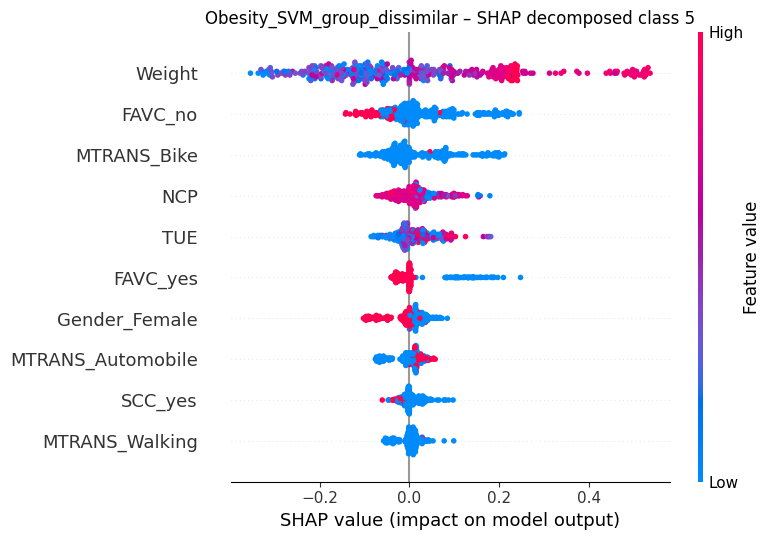 Obesity_SVM_group_dissimilar – SHAP decomposed class 5
High
Weight
FAVC_no
MTRANS_Bike
NCP
TUE
FAVC_yes
Gender_Female
MTRANS_Automobile
SCC_yes
MTRANS_Walking
Feature value
Low
−0.2 0.0 0.2 0.4
SHAP value (impact on model output)